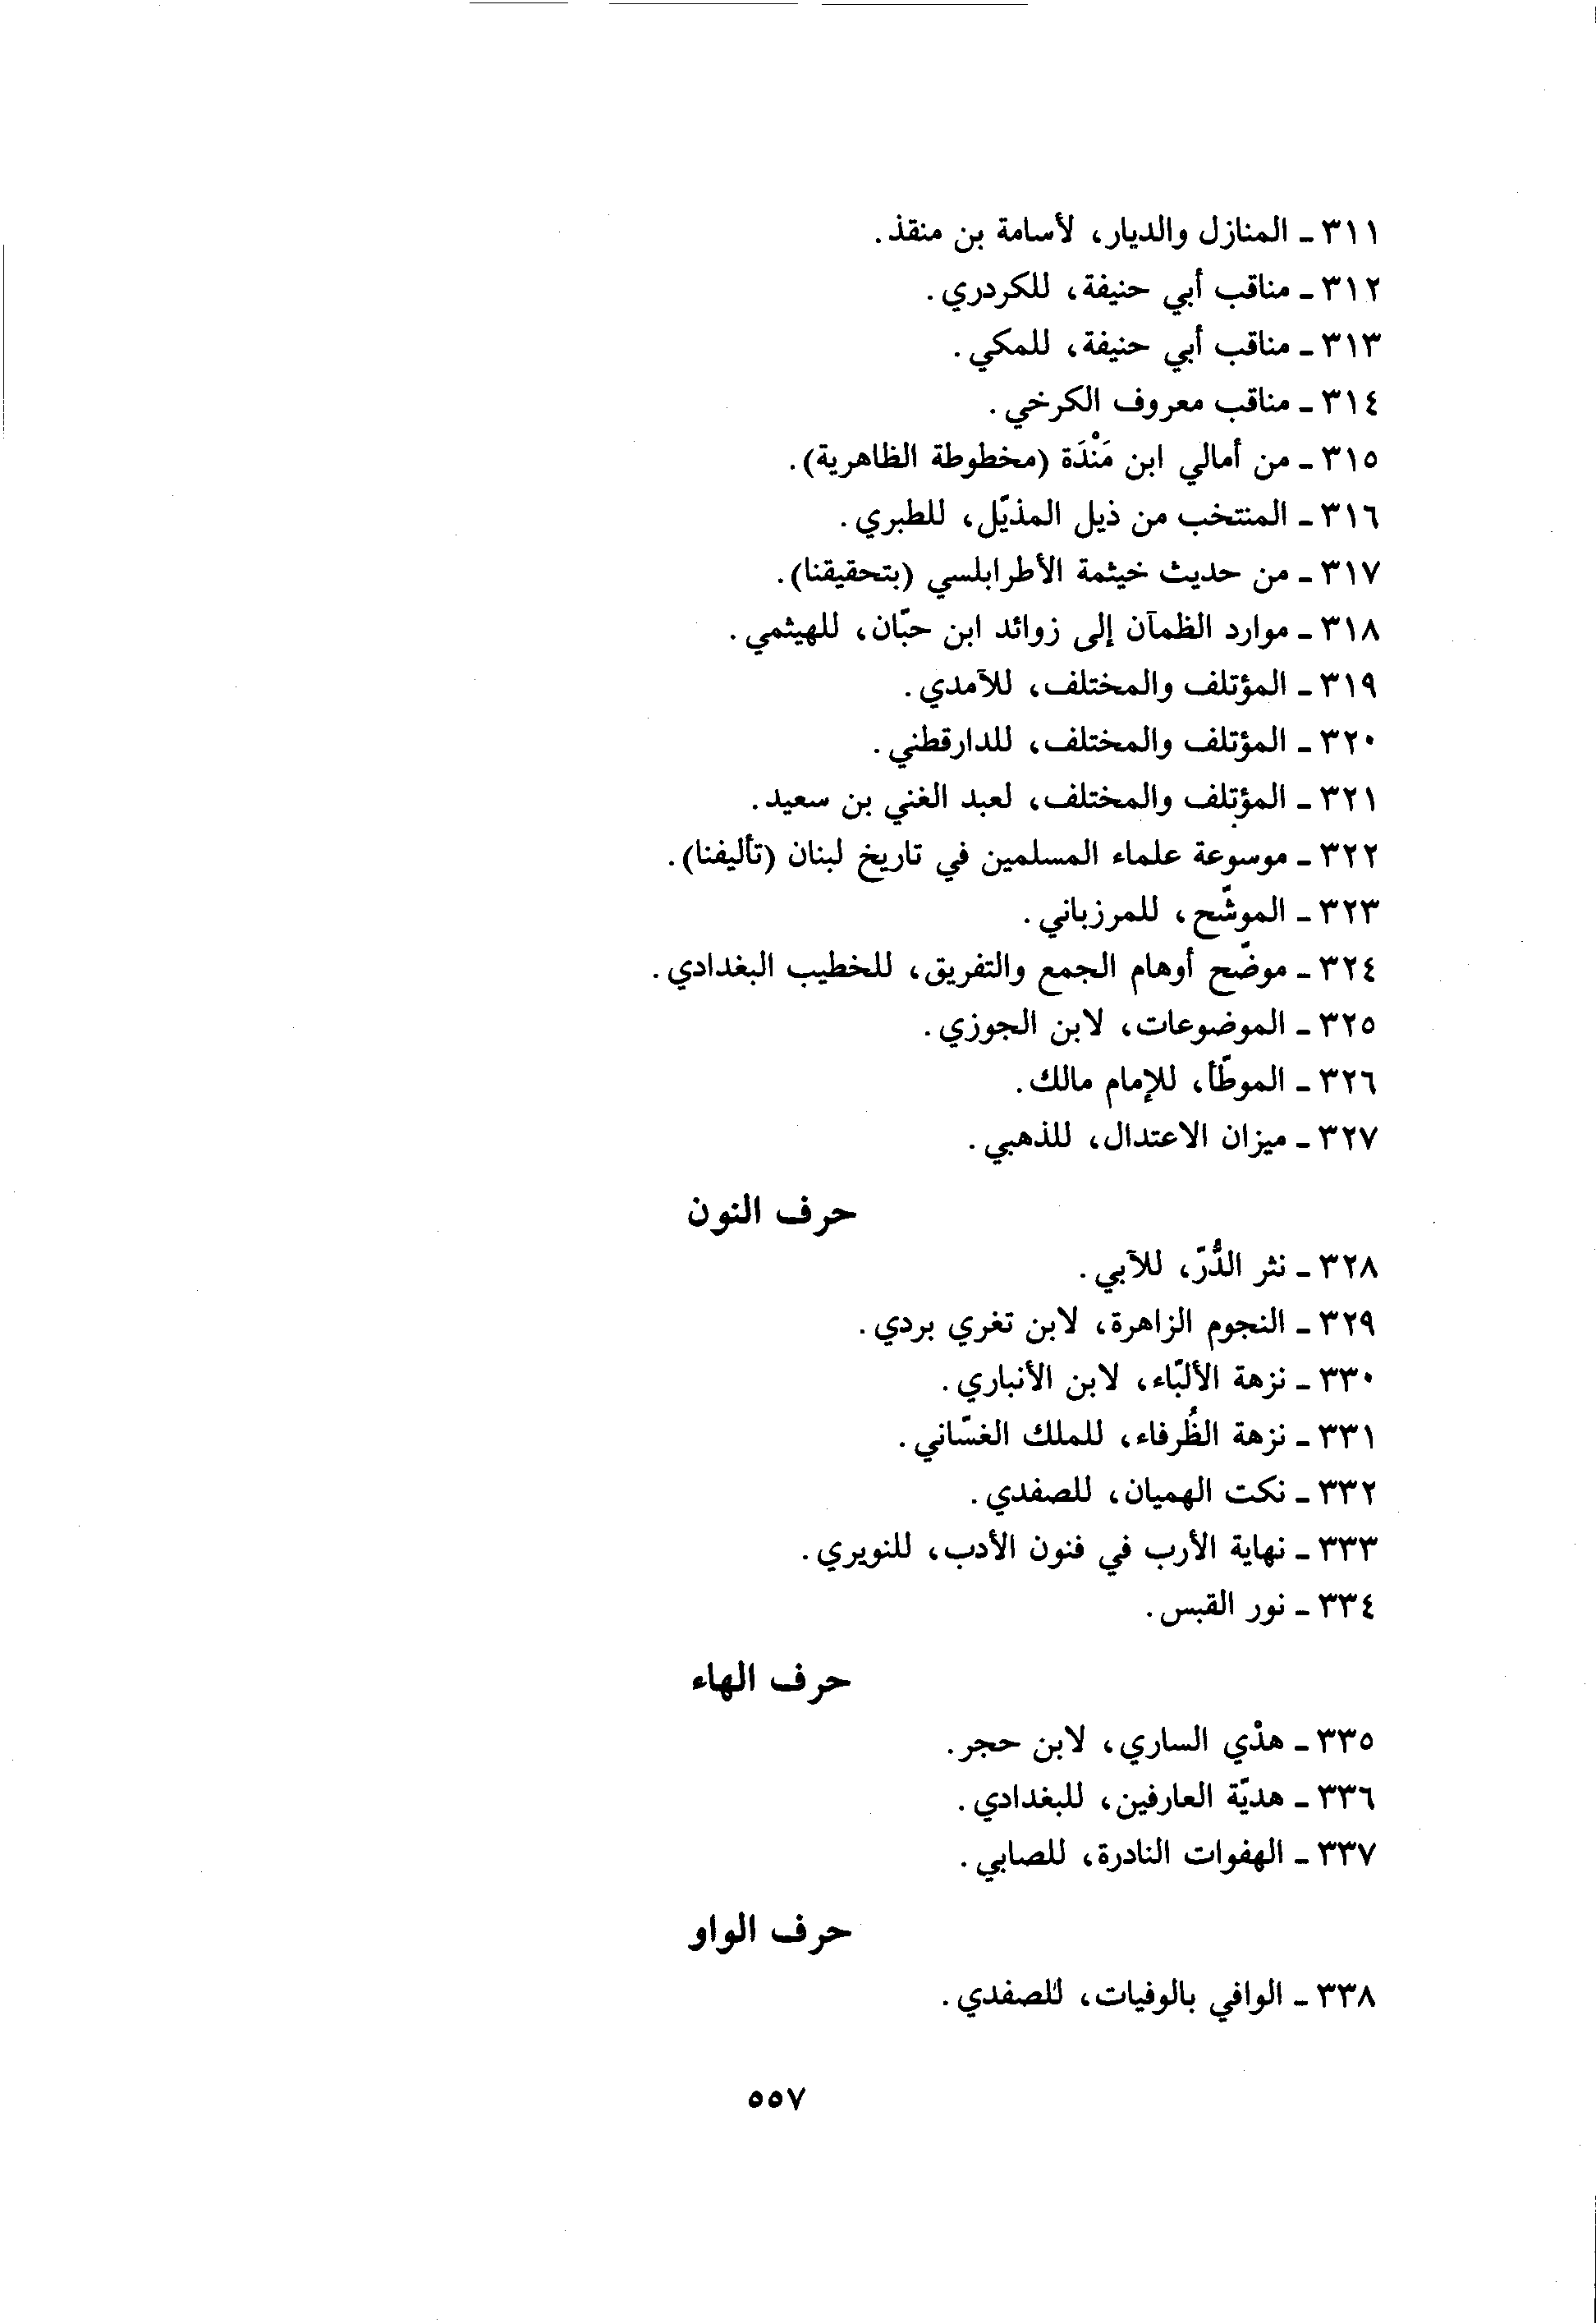 ٣١١ - المنازل والديار، لأسامة بن منقذ.
٣١٢ - مناقب أبي حنيفة، للكردري.
٣١٣ - مناقب أبي حنيفة، للمكي.
٣١٤ - مناقب معروف الكرخي.
٣١٥ - من أمالي ابن مَنْدَة (مخطوطة الظاهرية).
٣١٦ - المنتخب من ذيل المذيّل، للطبري.
٣١٧ - من حديث خيثمة الأطرابلسي (بتحقيقنا).
٣١٨ - موارد الظمآن إلى زوائد ابن حبّان، للهيثمي.
٣١٩ - المؤتلف والمختلف، للآمدي.
٣٢٠ - المؤتلف والمختلف، للدارقطني.
٣٢١ - المؤتلف والمختلف، لعبد الغني بن سعيد.
٣٢٢ - موسوعة علماء المسلمين في تاريخ لبنان (تأليفنا).
٣٢٣ - الموشّح، للمرزباني.
٣٢٤ - موضّح أوهام الجمع والتفريق، للخطيب البغدادي.
٣٢٥ - الموضوعات، لابن الجوزي.
٣٢٦ - الموطّأ، للإمام مالك.
٣٢٧ - ميزان الاعتدال، للذهبي.
حرف النون
٣٢٨ - نثر الدُّرّ، للآبي.
٣٢٩ - النجوم الزاهرة، لابن تغري بردي.
٣٣٠ - نزهة الألبّاء، لابن الأنباري.
٣٣١ - نزهة الظُرفاء، للملك الغسّاني.
٣٣٢ - نكت الهميان، للصفدي.
٣٣٣ - نهاية الأرب في فنون الأدب، للنويري.
٣٣٤ - نور القبس.
حرف الهاء
٣٣٥ - هدْي الساري، لابن حجر.
٣٣٦ - هديّة العارفين، للبغدادي.
٣٣٧ - الهفوات النادرة، للصابي.
حرف الواو
٣٣٨ - الوافي بالوفيات، للصفدي.
٥٥٧